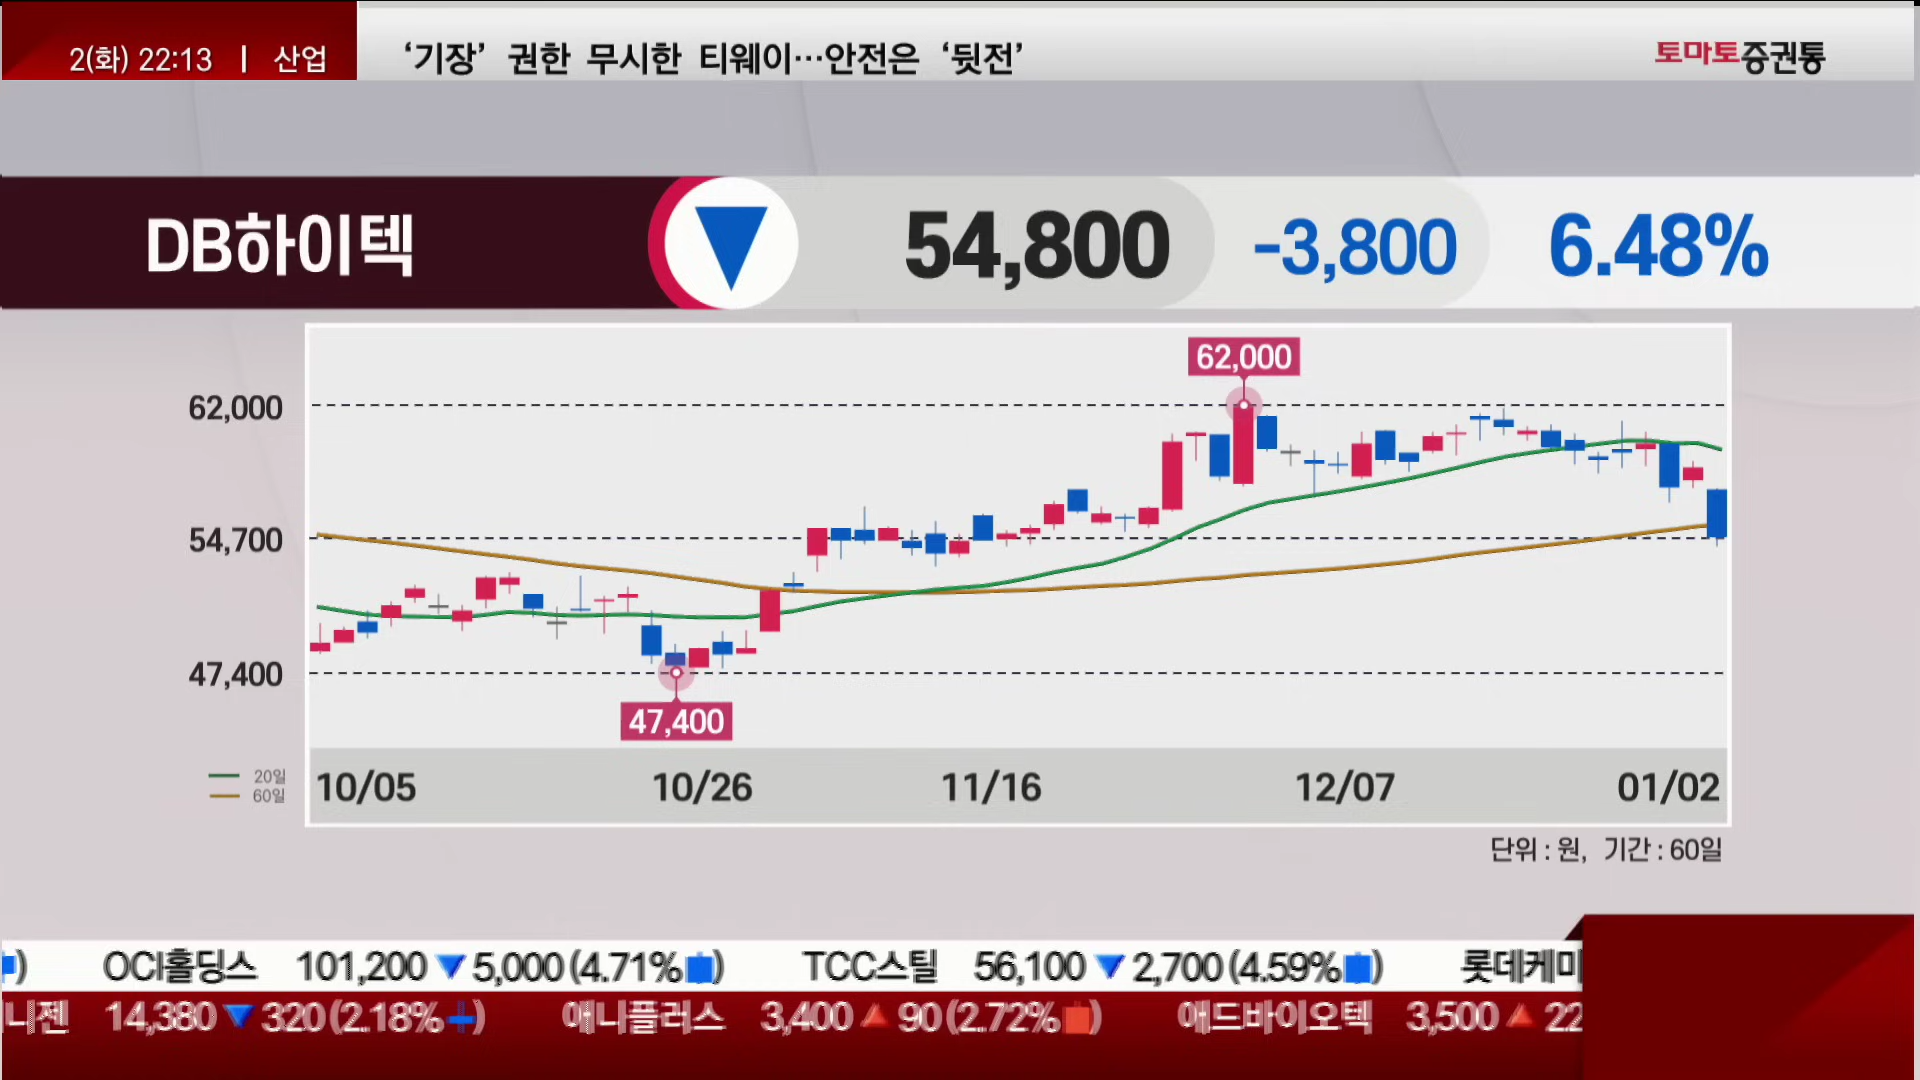 2(화) 22:13 | 산업 ‘기장’ 권한 무시한 티웨이…안전은 ‘뒷전’ 토마토증권통
DB하이텍 ▼ 54,800 -3,800 6.48%
62,000
62,000
54,700
47,400
47,400
20일
60일
10/05 10/26 11/16 12/07 01/02
단위 : 원, 기간 : 60일
) OCI홀딩스 101,200 ▼ 5,000 (4.71%) TCC스틸 56,100 ▼ 2,700 (4.59%) 롯데케미
니젠 14,380 ▼ 320 (2.18%) 애니플러스 3,400 ▲ 90 (2.72%) 애드바이오텍 3,500 ▲ 22